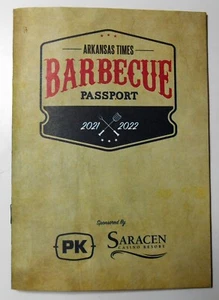 ARKANSAS TIMES
BARBECUE
PASSPORT
2021 2022
Sponsored By
PK
SARACEN
CASINO RESORT